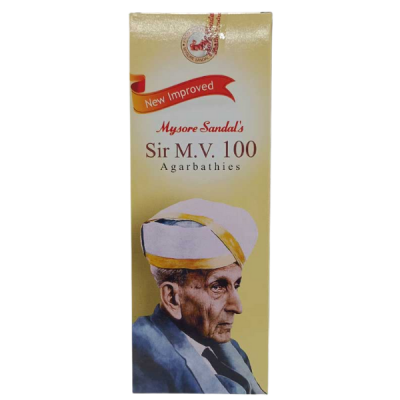 New Improved
Mysore Sandal's
Sir M.V. 100
Agarbathies